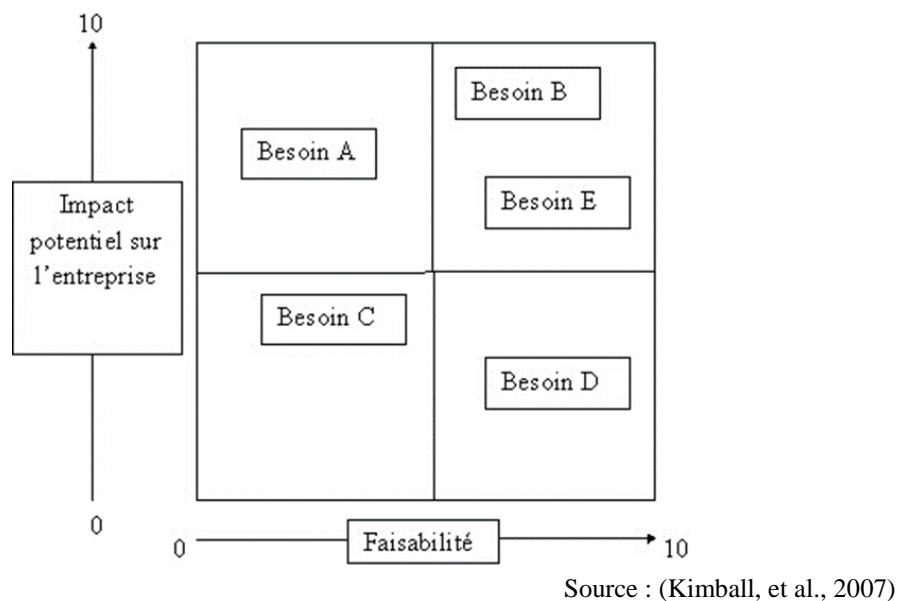 10
Besoin B
Besoin A
Impact
potentiel sur
l'entreprise
Besoin E
Besoin C
Besoin D
0
0
Faisabilité
10
Source : (Kimball, et al., 2007)